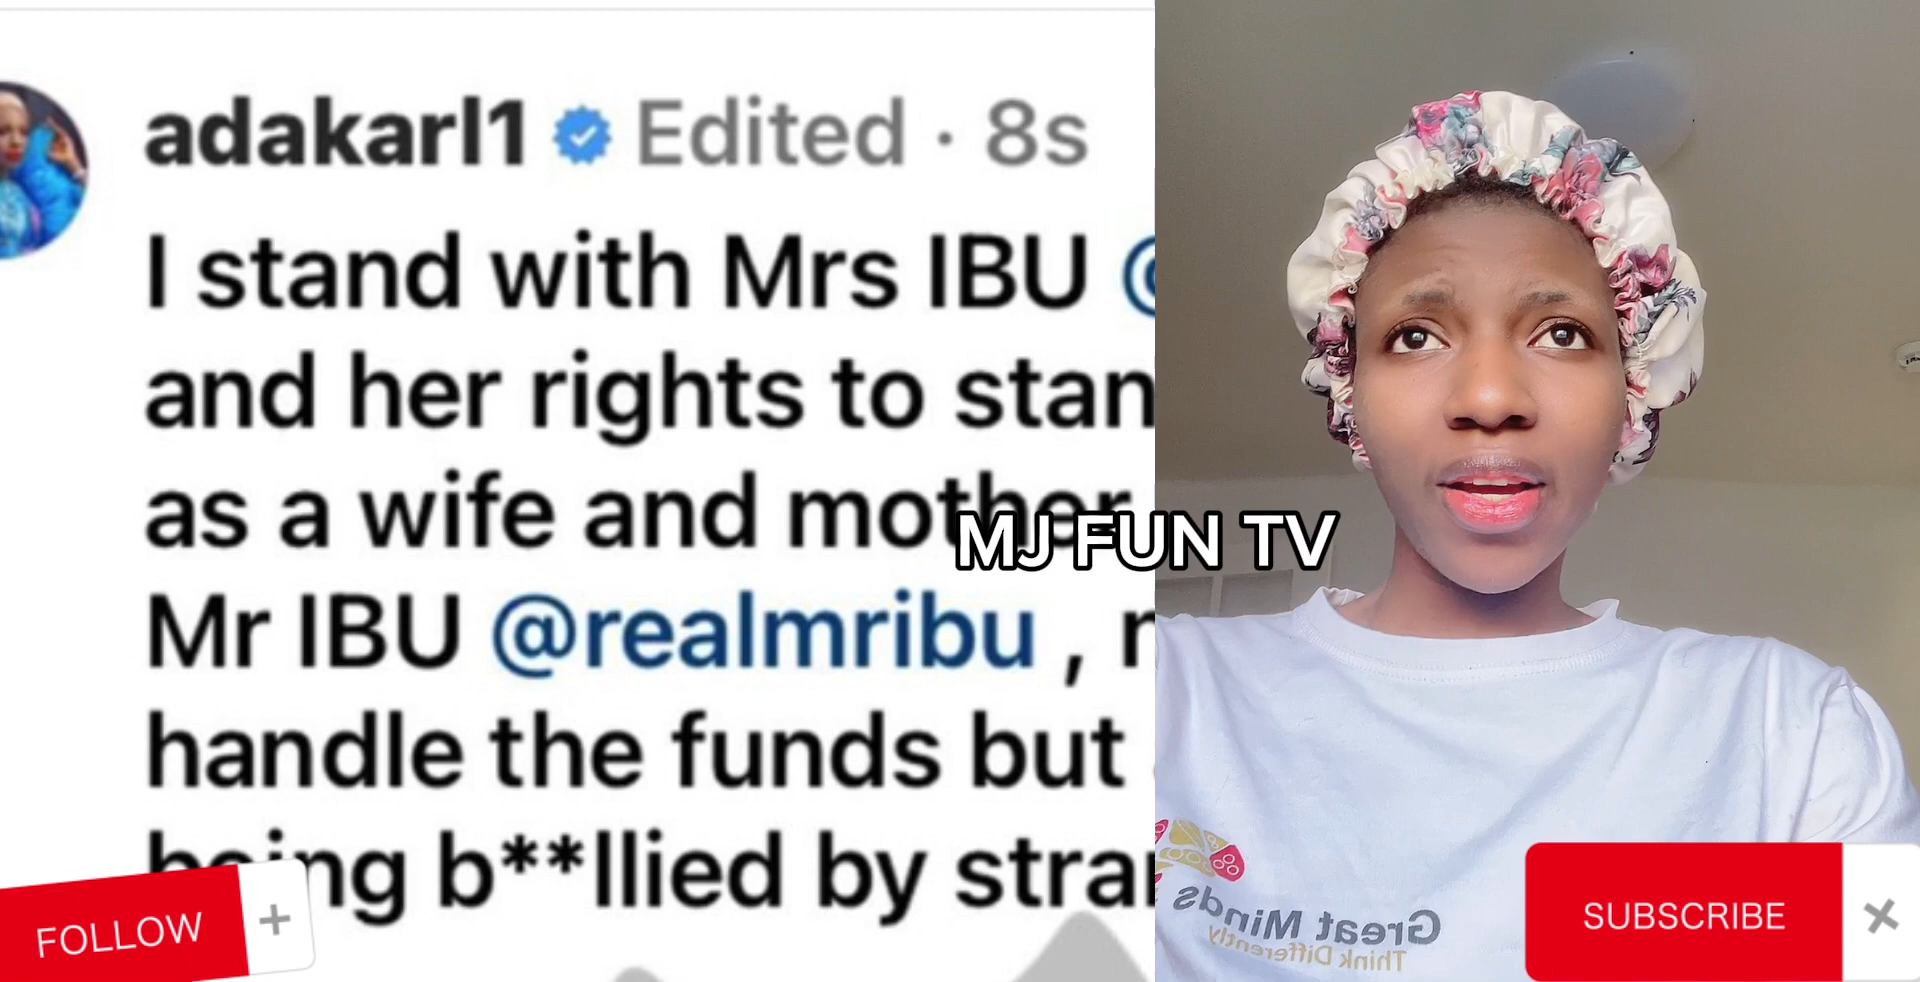 adakarl1 Edited · 8s
I stand with Mrs IBU @
and her rights to stan
as a wife and mother
Mr IBU @realmribu ,
handle the funds but
being b**llied by stra
MJ FUN TV
FOLLOW +
Great Minds
Think Differently
SUBSCRIBE